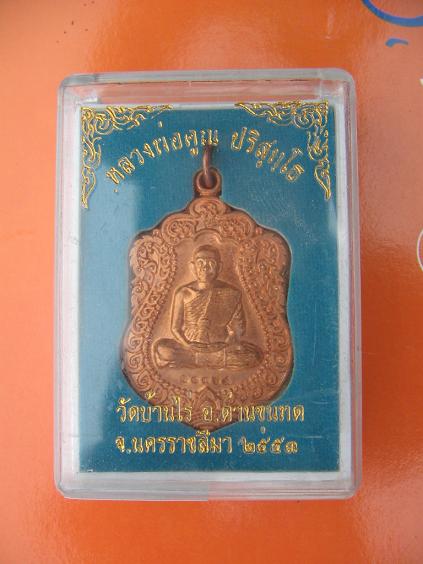 หลวงพ่อคูณ ปริสุทฺโธ
วัดบ้านไร่ อ.ด่านขุนทด
จ.นครราชสีมา ๒๕๕๓